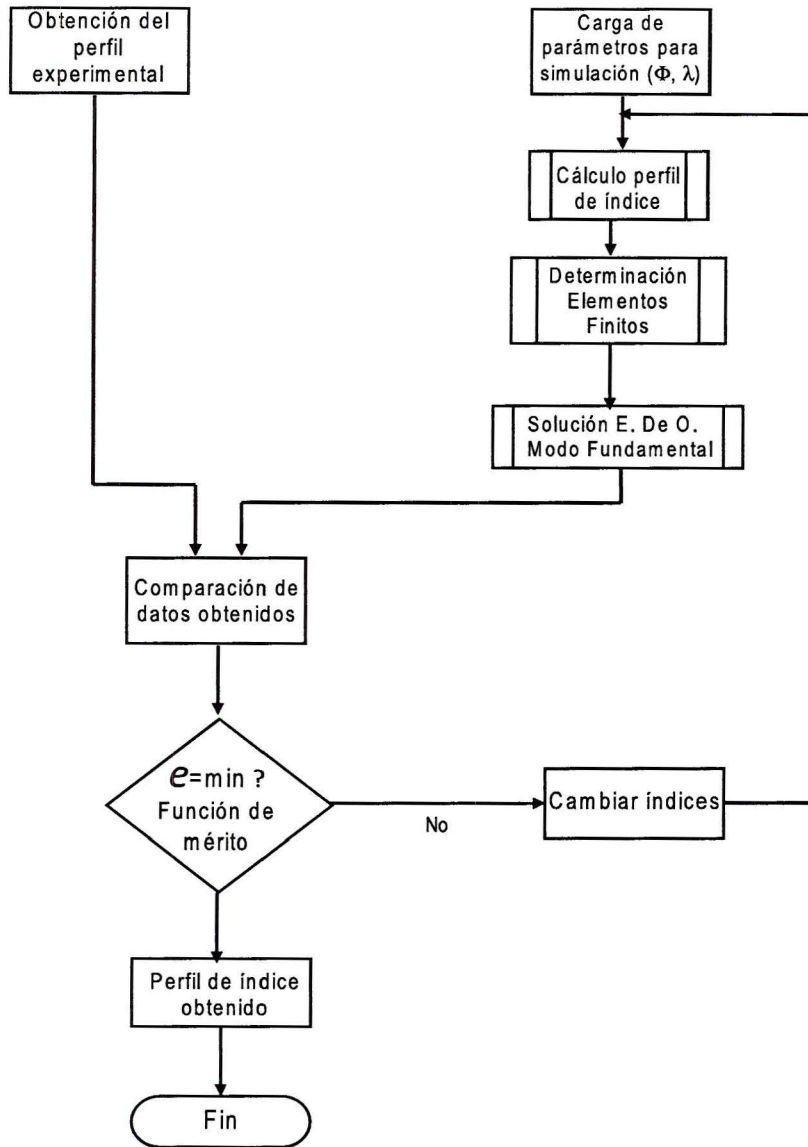 Obtención del
perfil
experimental
Carga de
parámetros para
simulación (Φ, λ)
Cálculo perfil
de índice
Determinación
Elementos
Finitos
Solución E. De O.
Modo Fundamental
Comparación de
datos obtenidos
e=min ?
Función de
mérito
No
Cambiar índices
Perfil de índice
obtenido
Fin